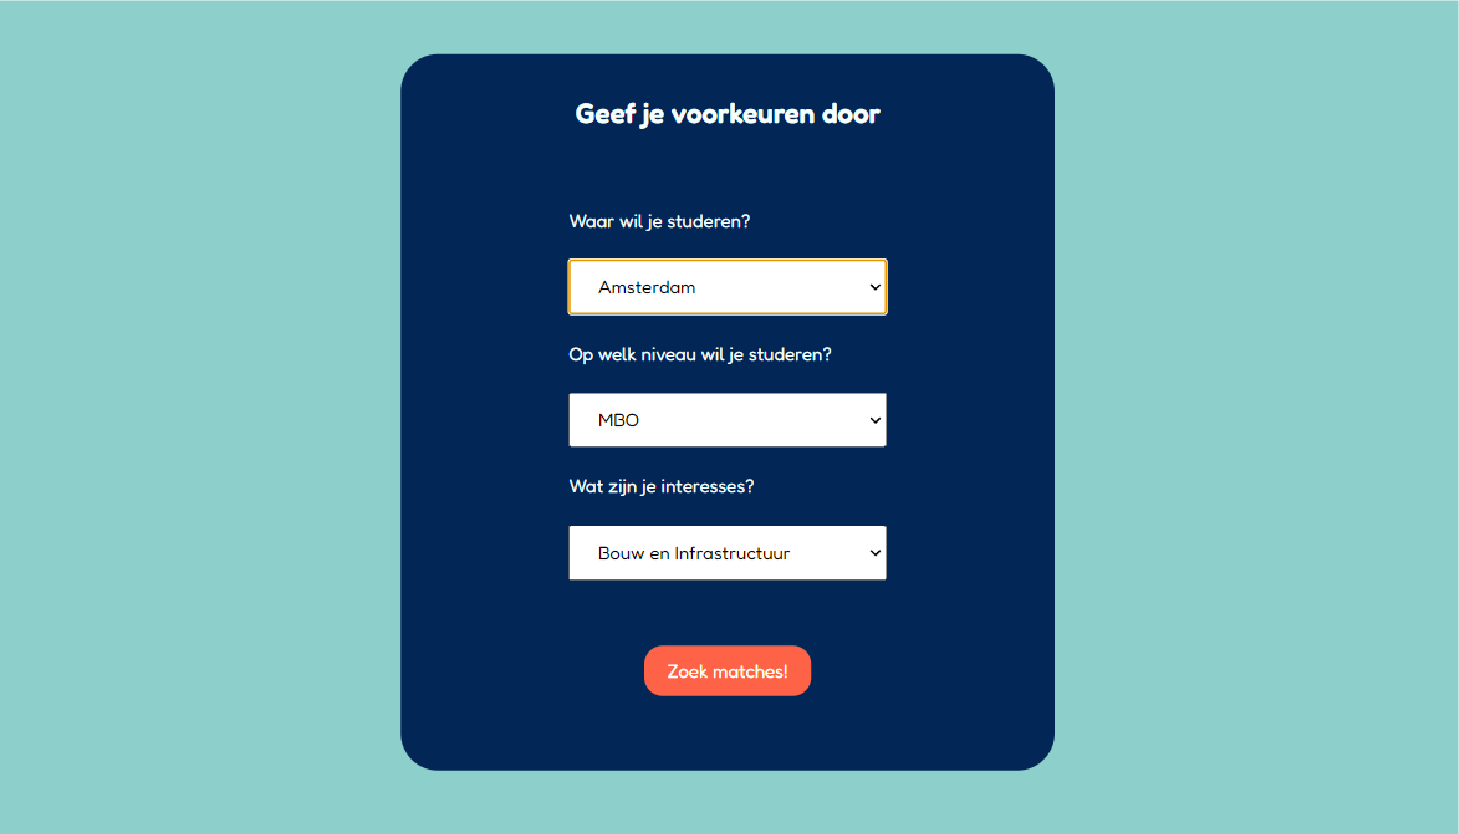 Geef je voorkeuren door
Waar wil je studeren?
Amsterdam
Op welk niveau wil je studeren?
MBO
Wat zijn je interesses?
Bouw en Infrastructuur
Zoek matches!